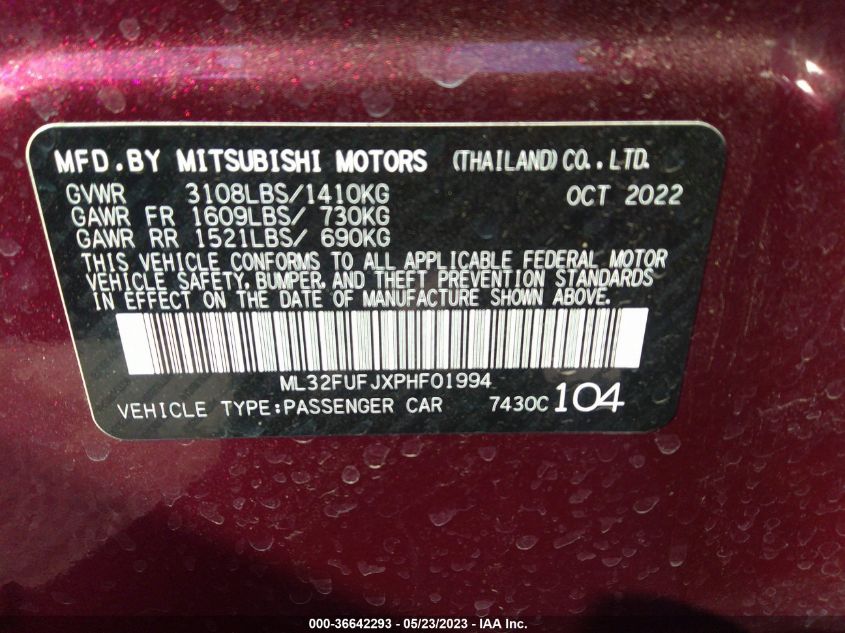 MFD.BY MITSUBISHI MOTORS (THAILAND) CO., LTD.
GVWR 3108LBS/1410KG OCT 2022
GAWR FR 1609LBS/ 730KG
GAWR RR 1521LBS/ 690KG
THIS VEHICLE CONFORMS TO ALL APPLICABLE FEDERAL MOTOR
VEHICLE SAFETY, BUMPER, AND THEFT PREVENTION STANDARDS
IN EFFECT ON THE DATE OF MANUFACTURE SHOWN ABOVE.
ML32FUFJXPHF01994
VEHICLE TYPE:PASSENGER CAR 7430C 104
000-36642293 - 05/23/2023 - IAA Inc.